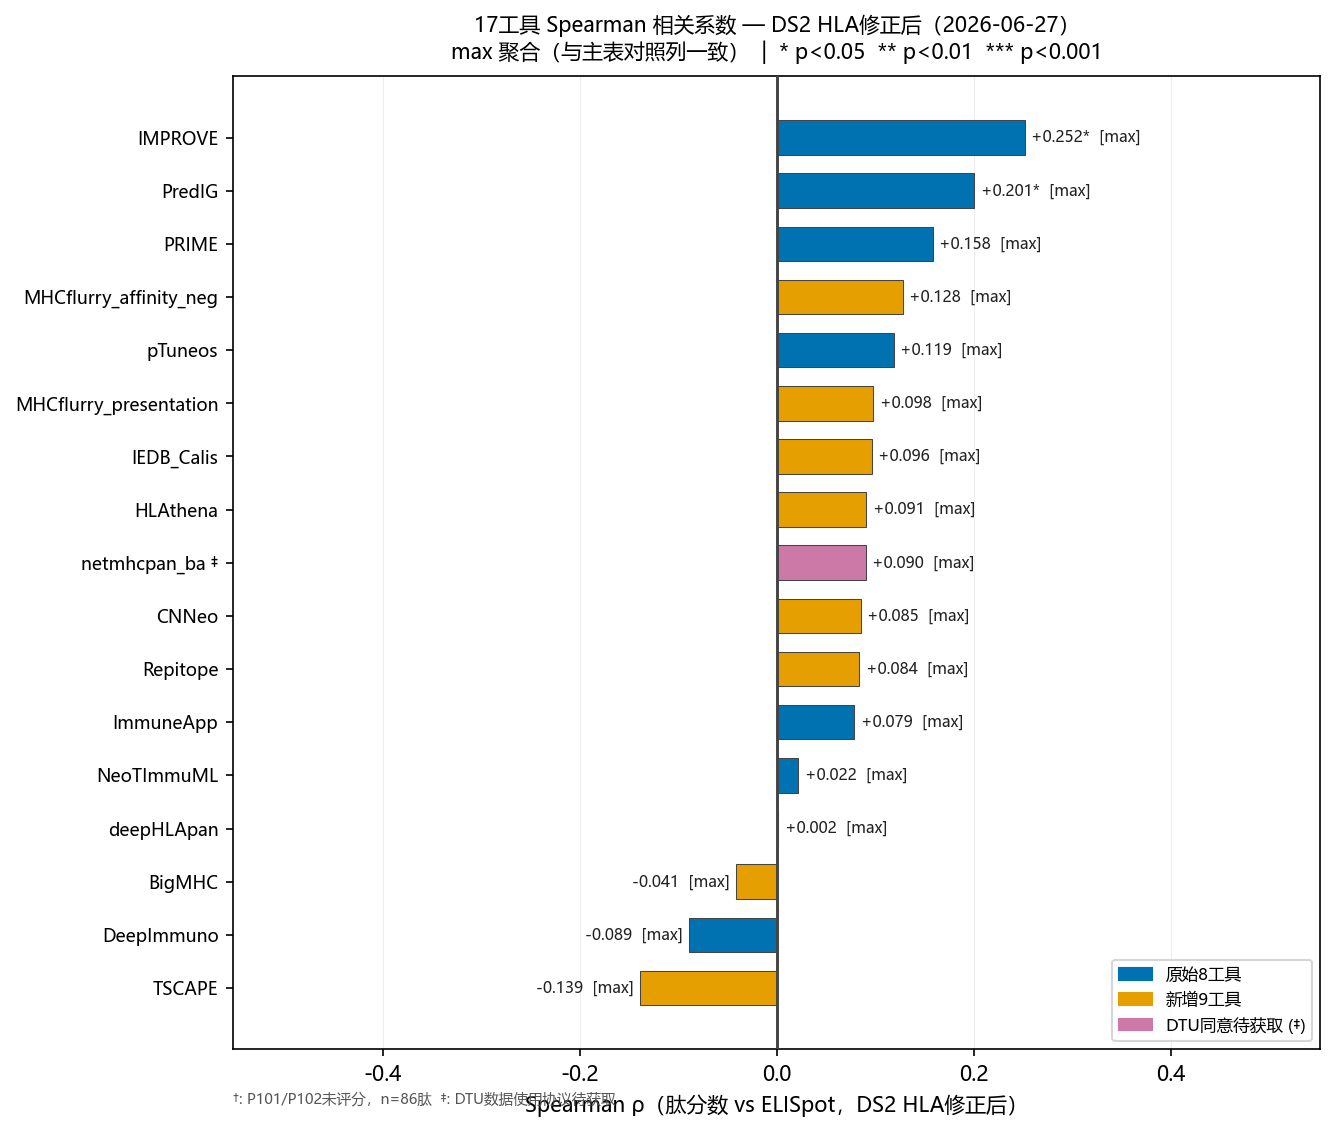 17工具 Spearman 相关系数 — DS2 HLA修正后（2026-06-27）
max 聚合（与主表对照列一致） | * p<0.05  ** p<0.01  *** p<0.001
IMPROVE +0.252* [max]
PredIG +0.201* [max]
PRIME +0.158 [max]
MHCflurry_affinity_neg +0.128 [max]
pTuneos +0.119 [max]
MHCflurry_presentation +0.098 [max]
IEDB_Calis +0.096 [max]
HLAthena +0.091 [max]
netmhcpan_ba ‡ +0.090 [max]
CNNeo +0.085 [max]
Repitope +0.084 [max]
ImmuneApp +0.079 [max]
NeoTImmuML +0.022 [max]
deepHLApan +0.002 [max]
BigMHC -0.041 [max]
DeepImmuno -0.089 [max]
TSCAPE -0.139 [max]
原始8工具
新增9工具
DTU同意待获取 (‡)
-0.4 -0.2 0.0 0.2 0.4
†: P101/P102未评分，n=86肽 ‡: DTU数据使用协议待获取
Spearman ρ（肽分数 vs ELISpot，DS2 HLA修正后）